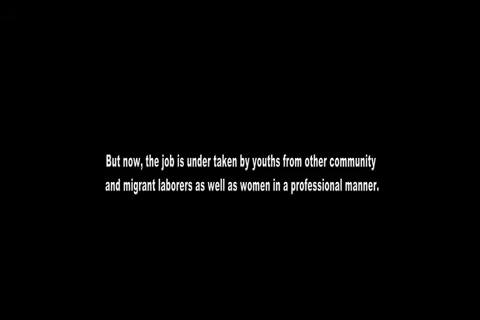 But now, the job is under taken by youths from other community
and migrant laborers as well as women in a professional manner.